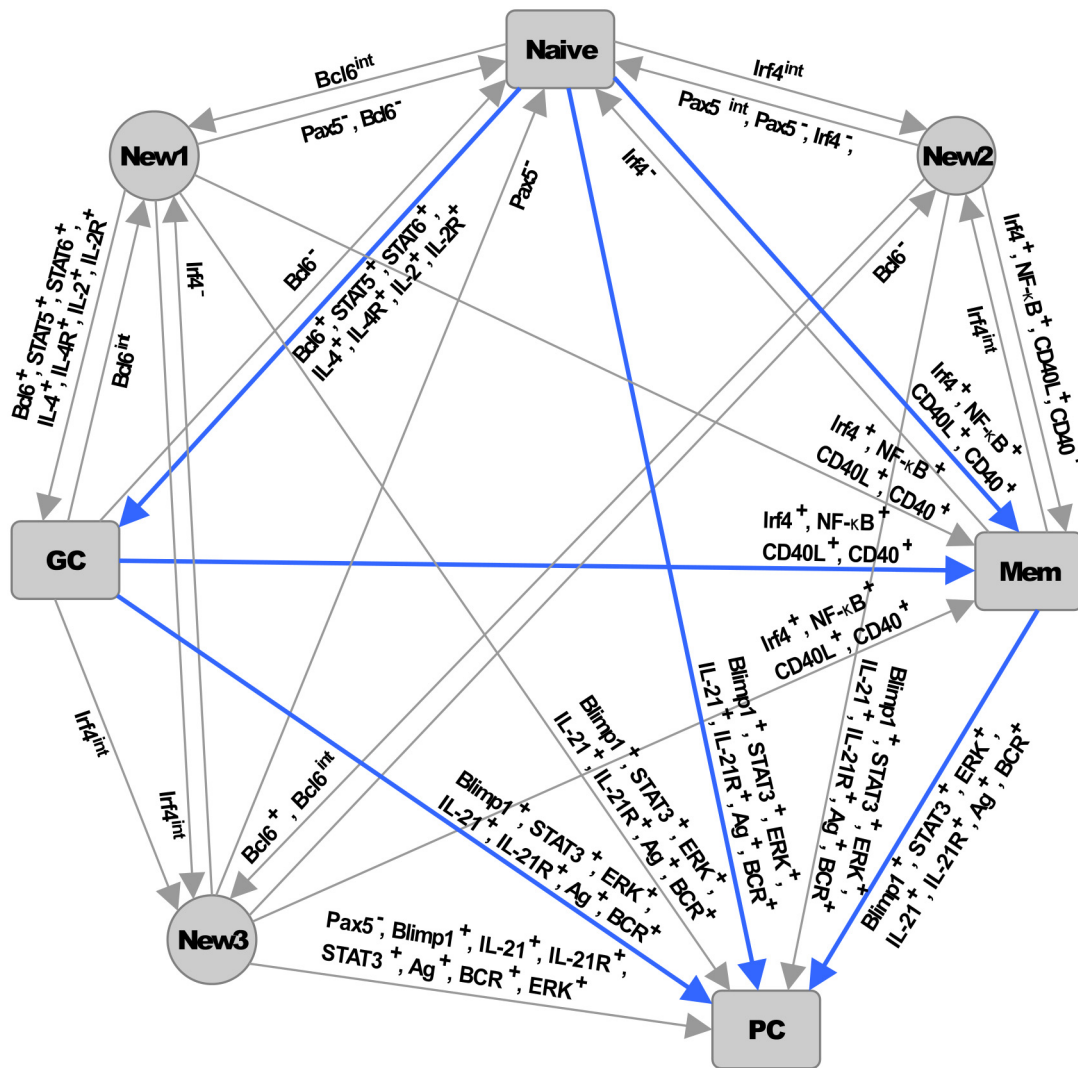 Naive
Bcl6int
Irf4int
Pax5-, Bcl6-
Pax5 int, Pax5-, Irf4-,
New1
New2
Irf4-
Pax5-
Bcl6-
Irf4-
Bcl6-
Bcl6+, STAT5+, STAT6+,
IL-4+, IL-4R+, IL-2+, IL-2R+
Bcl6+, STAT5+, STAT6+,
IL-4+, IL-4R+, IL-2+, IL-2R+
Bcl6int
Irf4+, NF-κB+, CD40L+, CD40-
Irf4int
Irf4+, NF-κB+
CD40L+, CD40+
Irf4+, NF-κB+
CD40L+, CD40+
Irf4+, NF-κB+
CD40L+, CD40+
GC
Mem
Irf4+, NF-κB+
CD40L+, CD40+
Irf4int
Irf4int
Bcl6+, Bcl6int
Blimp1+, STAT3+, ERK+,
IL-21+, IL-21R+, Ag+, BCR+
Blimp1+, STAT3+, ERK+,
IL-21+, IL-21R+, Ag+, BCR+
Blimp1+, STAT3+, ERK+,
IL-21+, IL-21R+, Ag+, BCR+
Blimp1+, STAT3+, ERK+,
IL-21+, IL-21R+, Ag+, BCR+
Blimp1+, STAT3+, ERK+,
IL-21+, IL-21R+, Ag+, BCR+
New3
Pax5-, Blimp1+, IL-21+, IL-21R+,
STAT3+, Ag+, BCR+, ERK+
PC